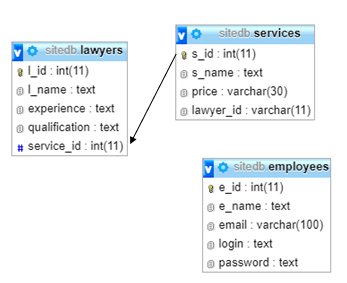 sitedb.lawyers
l_id : int(11)
l_name : text
experience : text
qualification : text
service_id : int(11)
sitedb.services
s_id : int(11)
s_name : text
price : varchar(30)
lawyer_id : varchar(11)
sitedb.employees
e_id : int(11)
e_name : text
email : varchar(100)
login : text
password : text